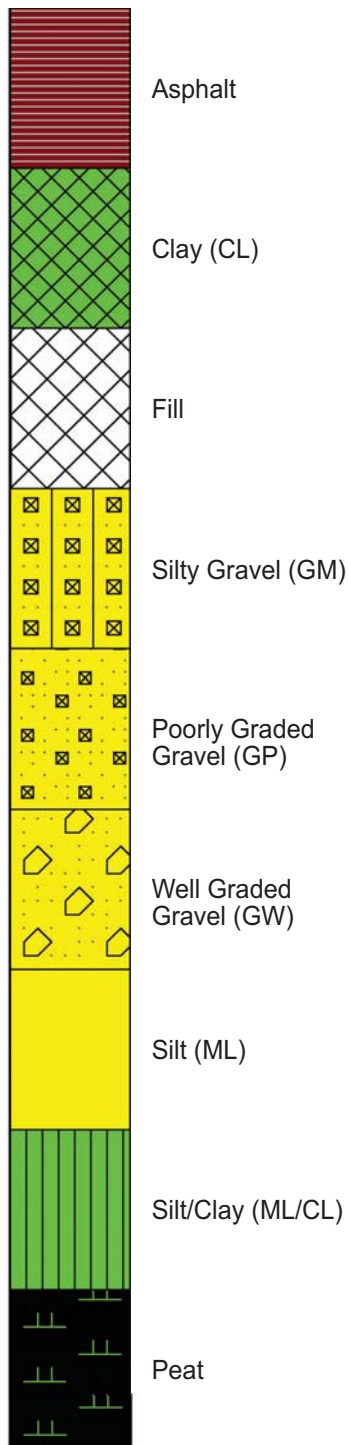 Asphalt
Clay (CL)
Fill
Silty Gravel (GM)
Poorly Graded
Gravel (GP)
Well Graded
Gravel (GW)
Silt (ML)
Silt/Clay (ML/CL)
Peat